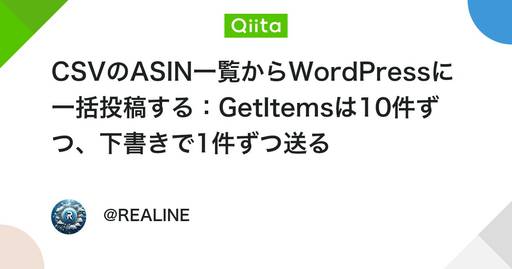 Qiita
CSVのASIN一覧からWordPressに
一括投稿する：GetItemsは10件ず
つ、下書きで1件ずつ送る
R
@REALINE